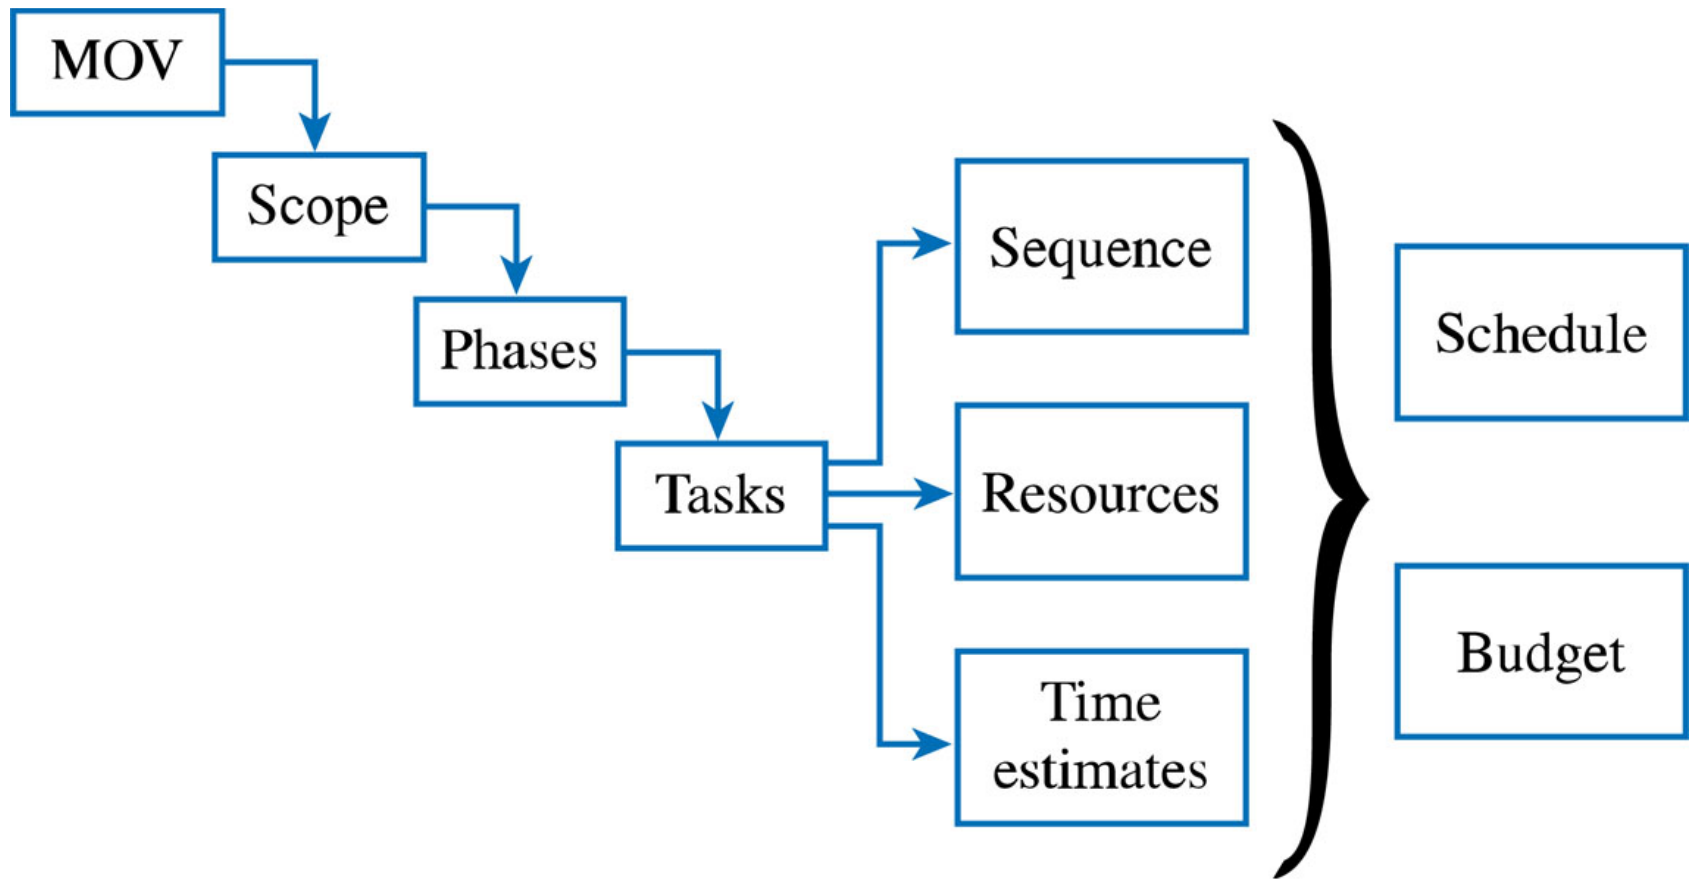 MOV
Scope
Phases
Tasks
Sequence
Resources
Time
estimates
Schedule
Budget